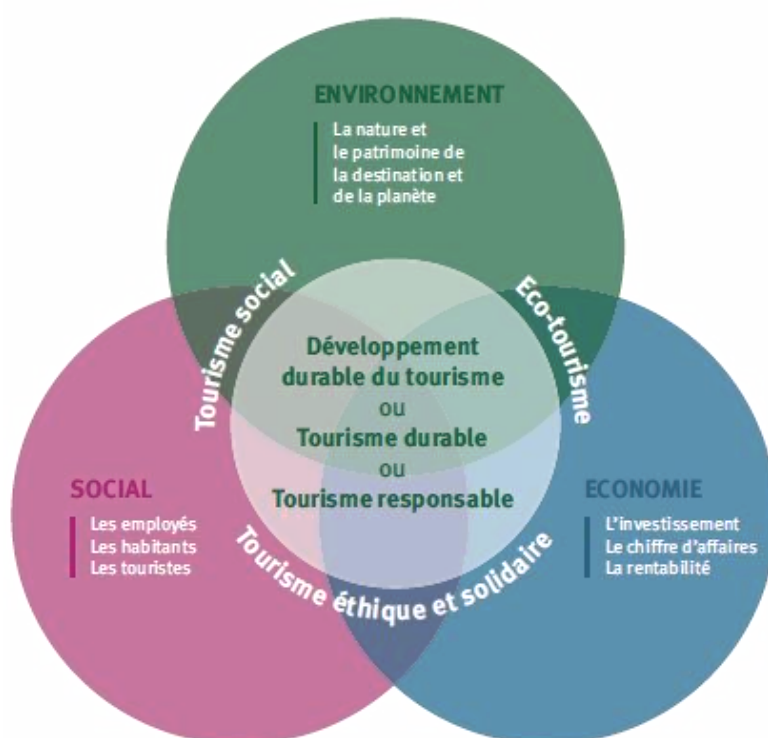 ENVIRONNEMENT
La nature et
le patrimoine de
la destination et
de la planète
Tourisme social
Eco-tourisme
Développement
durable du tourisme
ou
Tourisme durable
ou
Tourisme responsable
SOCIAL
Les employés
Les habitants
Les touristes
ECONOMIE
L'investissement
Le chiffre d'affaires
La rentabilité
Tourisme éthique et solidaire